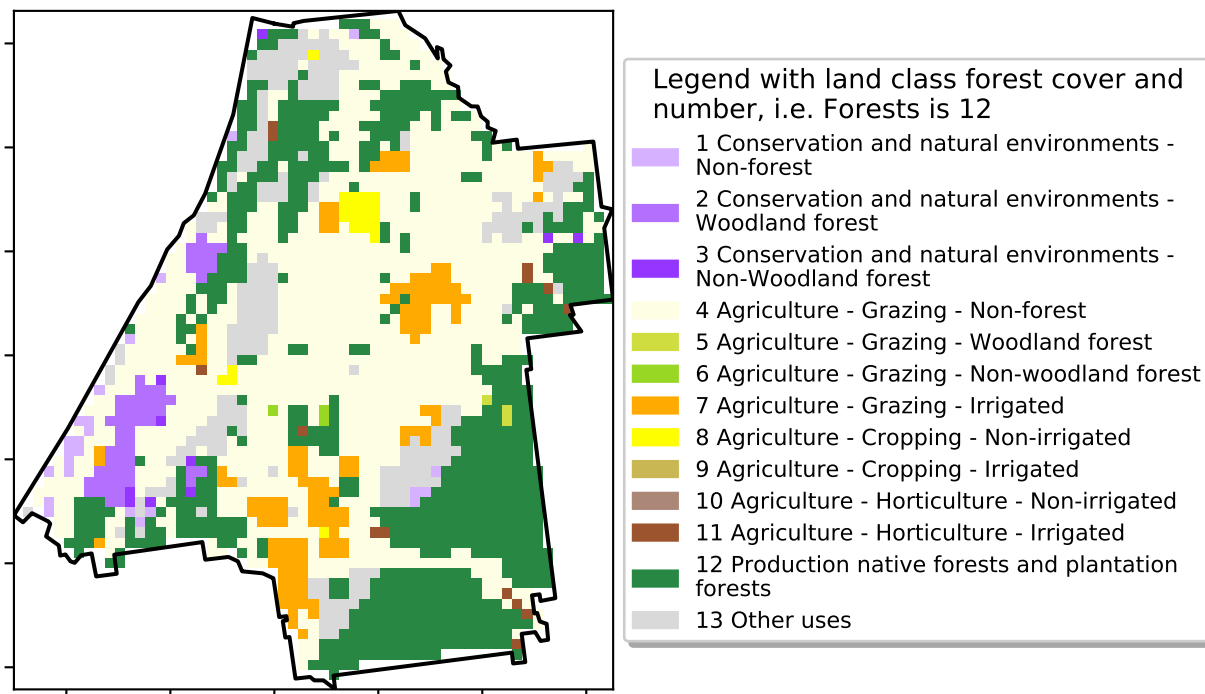 Legend with land class forest cover and
number, i.e. Forests is 12
1 Conservation and natural environments -
Non-forest
2 Conservation and natural environments -
Woodland forest
3 Conservation and natural environments -
Non-Woodland forest
4 Agriculture - Grazing - Non-forest
5 Agriculture - Grazing - Woodland forest
6 Agriculture - Grazing - Non-woodland forest
7 Agriculture - Grazing - Irrigated
8 Agriculture - Cropping - Non-irrigated
9 Agriculture - Cropping - Irrigated
10 Agriculture - Horticulture - Non-irrigated
11 Agriculture - Horticulture - Irrigated
12 Production native forests and plantation
forests
13 Other uses